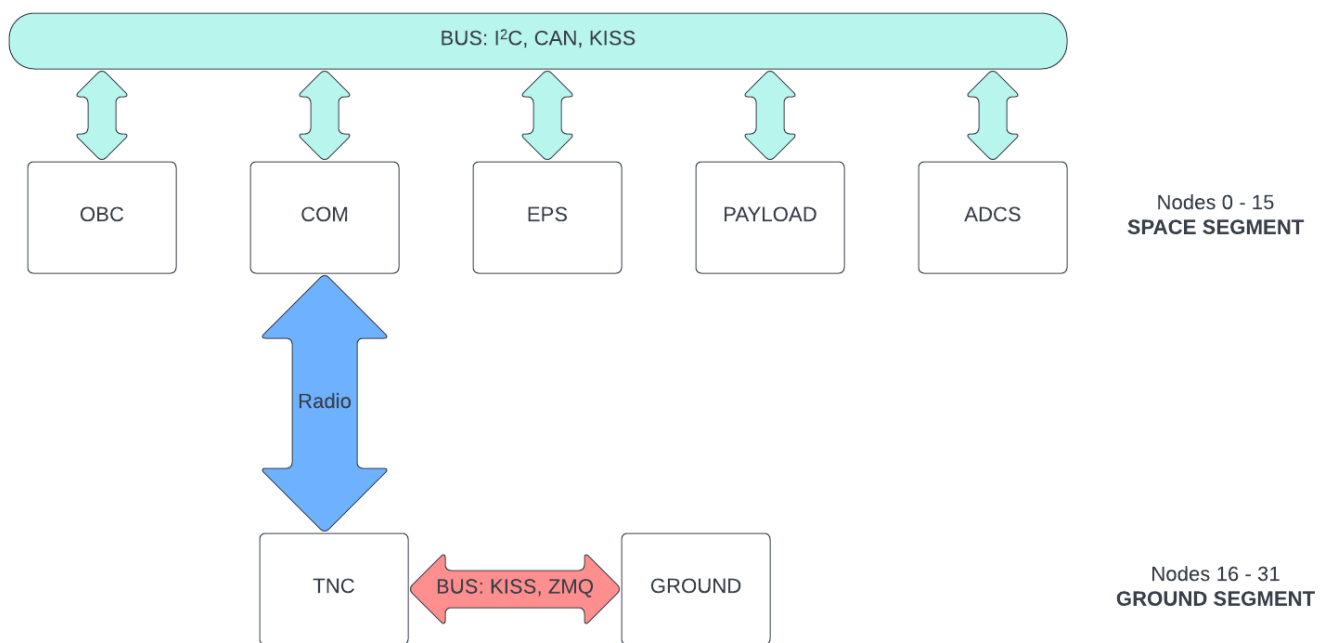 BUS: I²C, CAN, KISS
OBC
COM
EPS
PAYLOAD
ADCS
Nodes 0 - 15
SPACE SEGMENT
Radio
TNC
BUS: KISS, ZMQ
GROUND
Nodes 16 - 31
GROUND SEGMENT